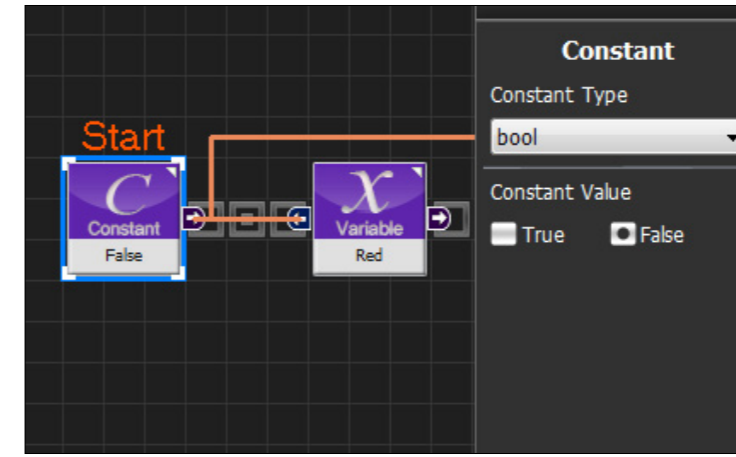 Start
C
Constant
False
X
Variable
Red
Constant
Constant Type
bool
Constant Value
True
False